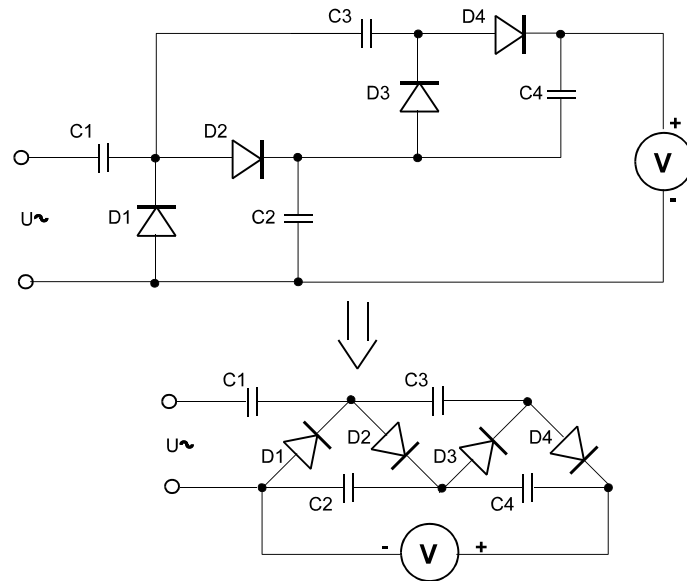 C3 D4
D3 C4
C1 D2
+
V
-
U~ D1 C2
C1 C3
U~ D1 D2 D3 D4
C2 C4
- V +